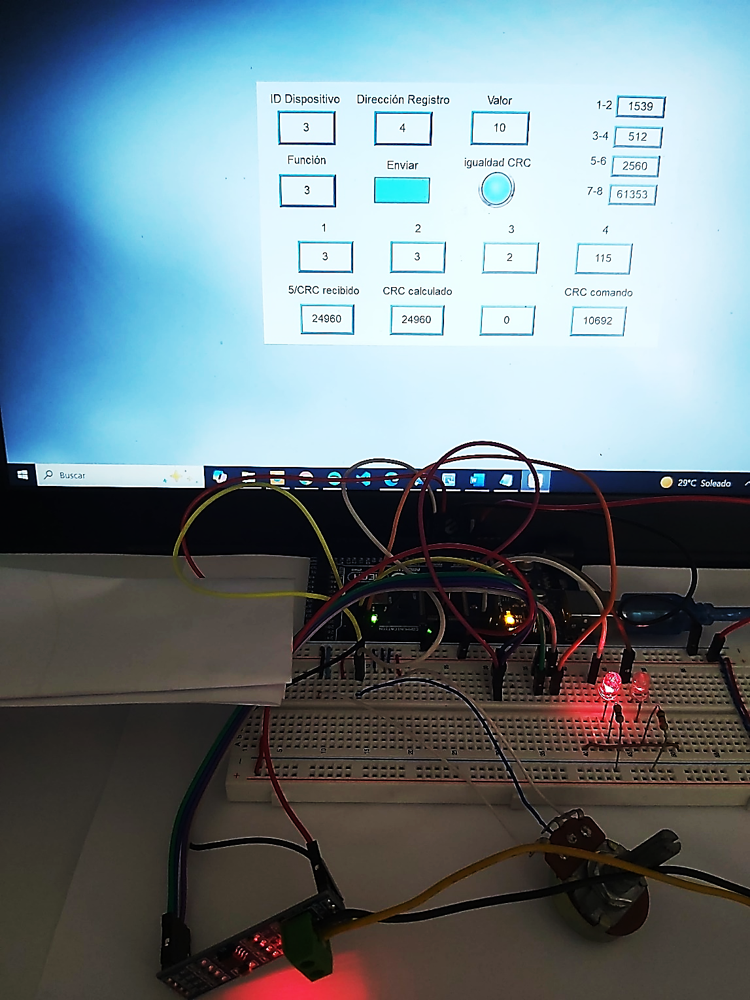 ID Dispositivo Dirección Registro Valor
3 4 10
Función Enviar igualdad CRC
3
1-2 1539
3-4 512
5-6 2560
7-8 61353
1 2 3 4
3 3 2 115
5/CRC recibido CRC calculado CRC comando
24960 24960 0 10692
Buscar
29°C Soleado
COMMUNICATION
TX